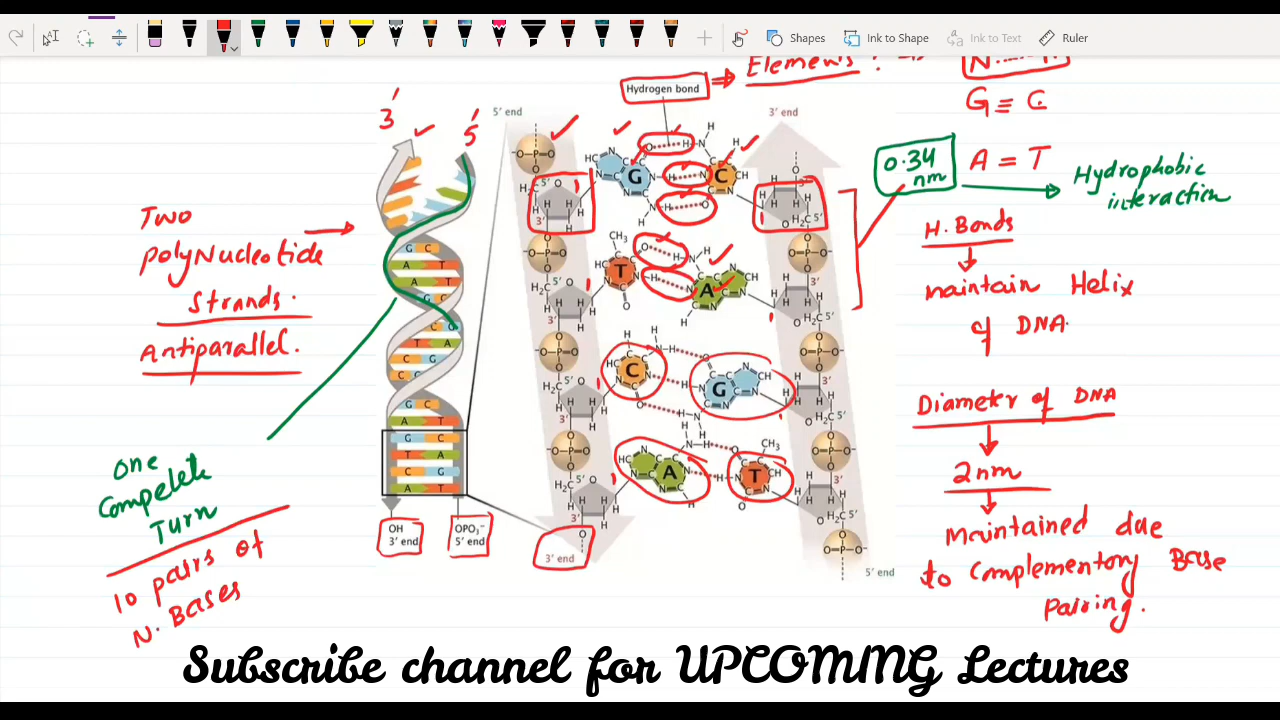 Shapes
Ink to Shape
Ink to Text
Ruler
Elements
Hydrogen bond
G ≡ C
A = T
0.34
nm
Hydrophobic
interaction
H. Bonds
maintain Helix
of DNA.
Diameter of DNA
2nm
Maintained due
to Complementory Base
pairing.
3'
5'
Two
polyNucleotide
Strands.
Antiparallel.
one
Compelete
Turn
10 pairs of
N. Bases
G C
A T
A T
G C
C G
T A
C G
C G
G C
A T
G C
T A
C G
A T
OH
3' end
OPO₃⁻
5' end
5' end
3' end
G C
T A
C G
A T
3' end
5' end
Subscribe channel for UPCOMING Lectures